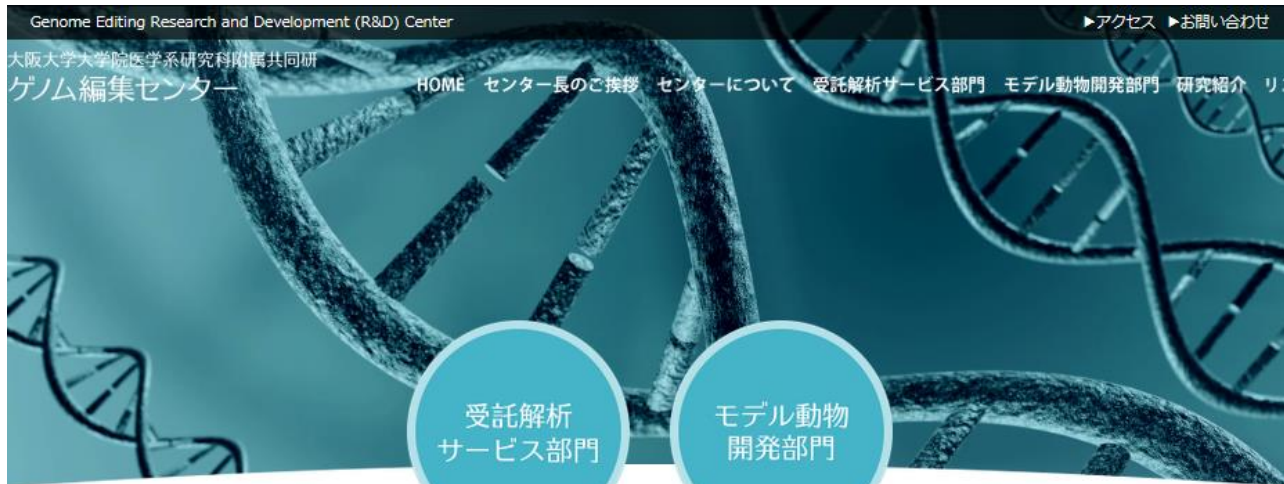 Genome Editing Research and Development (R&D) Center
▶アクセス ▶お問い合わせ
大阪大学大学院医学系研究科附属共同研
ゲノム編集センター
HOME センター長のご挨拶 センターについて 受託解析サービス部門 モデル動物開発部門 研究紹介 リ
受託解析
サービス部門
モデル動物
開発部門